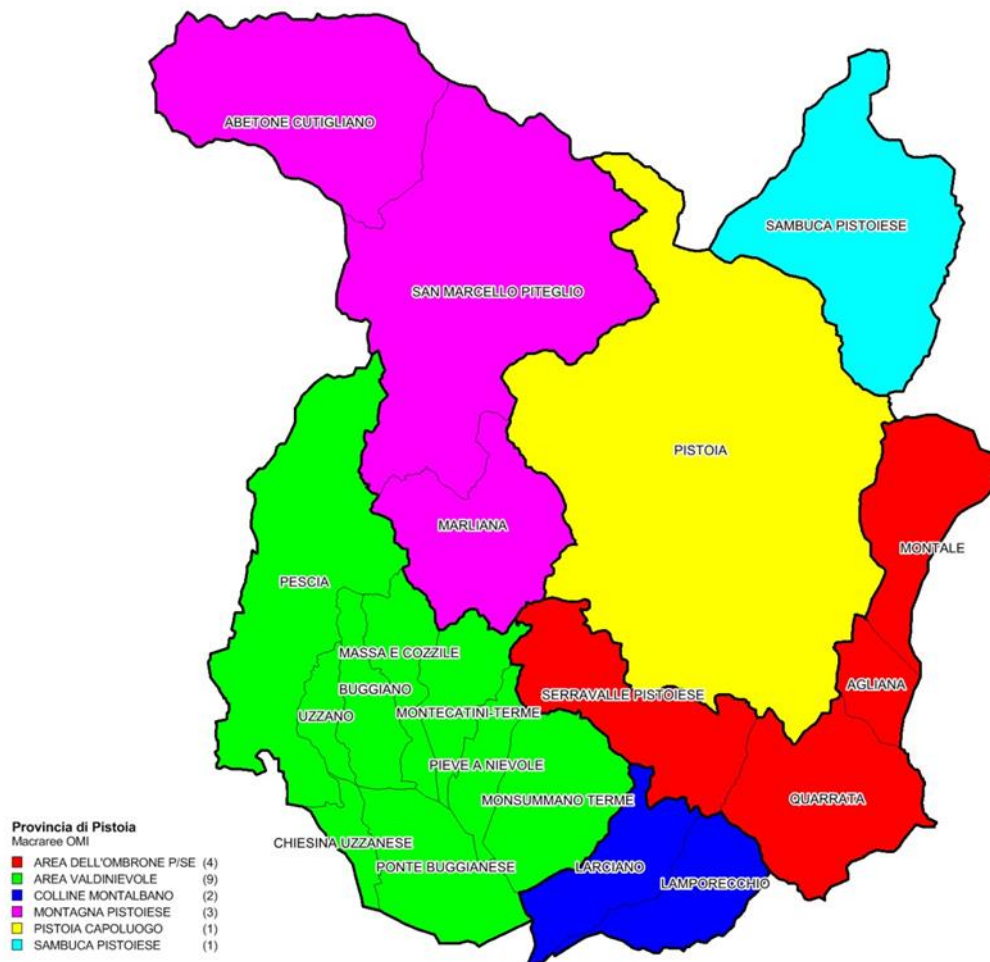 ABETONE CUTIGLIANO
SAMBUCA PISTOIESE
SAN MARCELLO PITEGLIO
PISTOIA
MARLIANA
MONTALE
PESCIA
MASSA E COZZILE
BUGGIANO
AGLIANA
SERRAVALLE PISTOIESE
UZZANO
MONTECATINI-TERME
PIEVE A NIEVOLE
MONSUMMANO TERME
QUARRATA
CHIESINA UZZANESE
PONTE BUGGIANESE
LARCIANO
LAMPORECCHIO
Provincia di Pistoia
Macraree OMI
AREA DELL'OMBRONE P/SE (4)
AREA VALDINIEVOLE (9)
COLLINE MONTALBANO (2)
MONTAGNA PISTOIESE (3)
PISTOIA CAPOLUOGO (1)
SAMBUCA PISTOIESE (1)